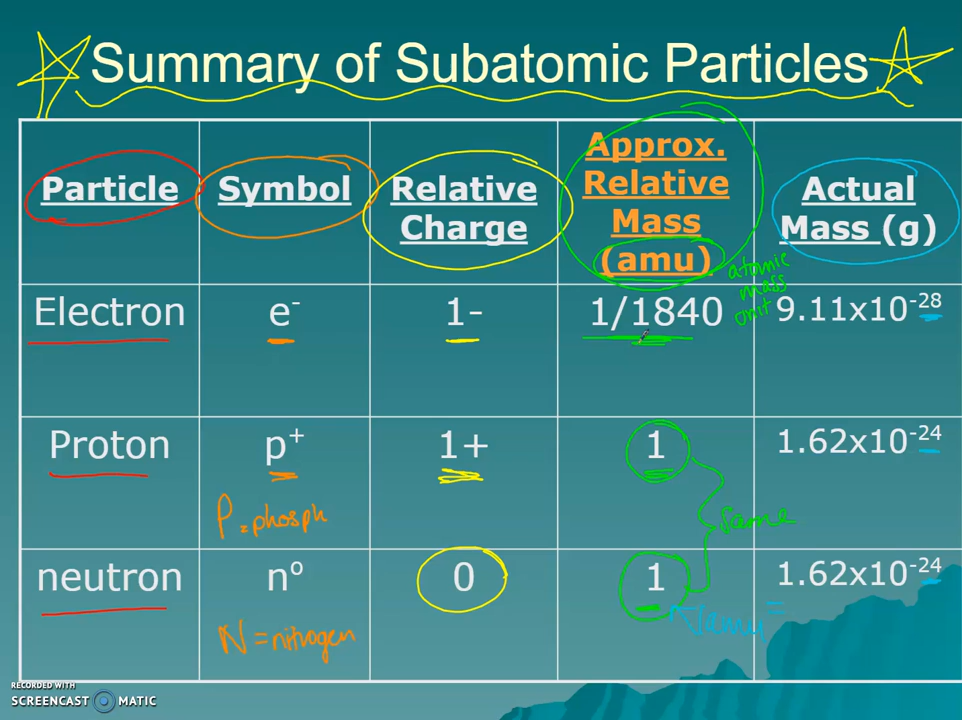 Summary of Subatomic Particles
Particle
Symbol
Relative
Charge
Approx.
Relative
Mass
(amu)
Actual
Mass (g)
atomic
mass
unit
Electron
e-
1-
1/1840
9.11x10-28
Proton
p+
1+
1
1.62x10-24
P = phosph
same
neutron
no
0
1
1.62x10-24
N = nitrogen
amu =
RECORDED WITH
SCREENCAST MATIC